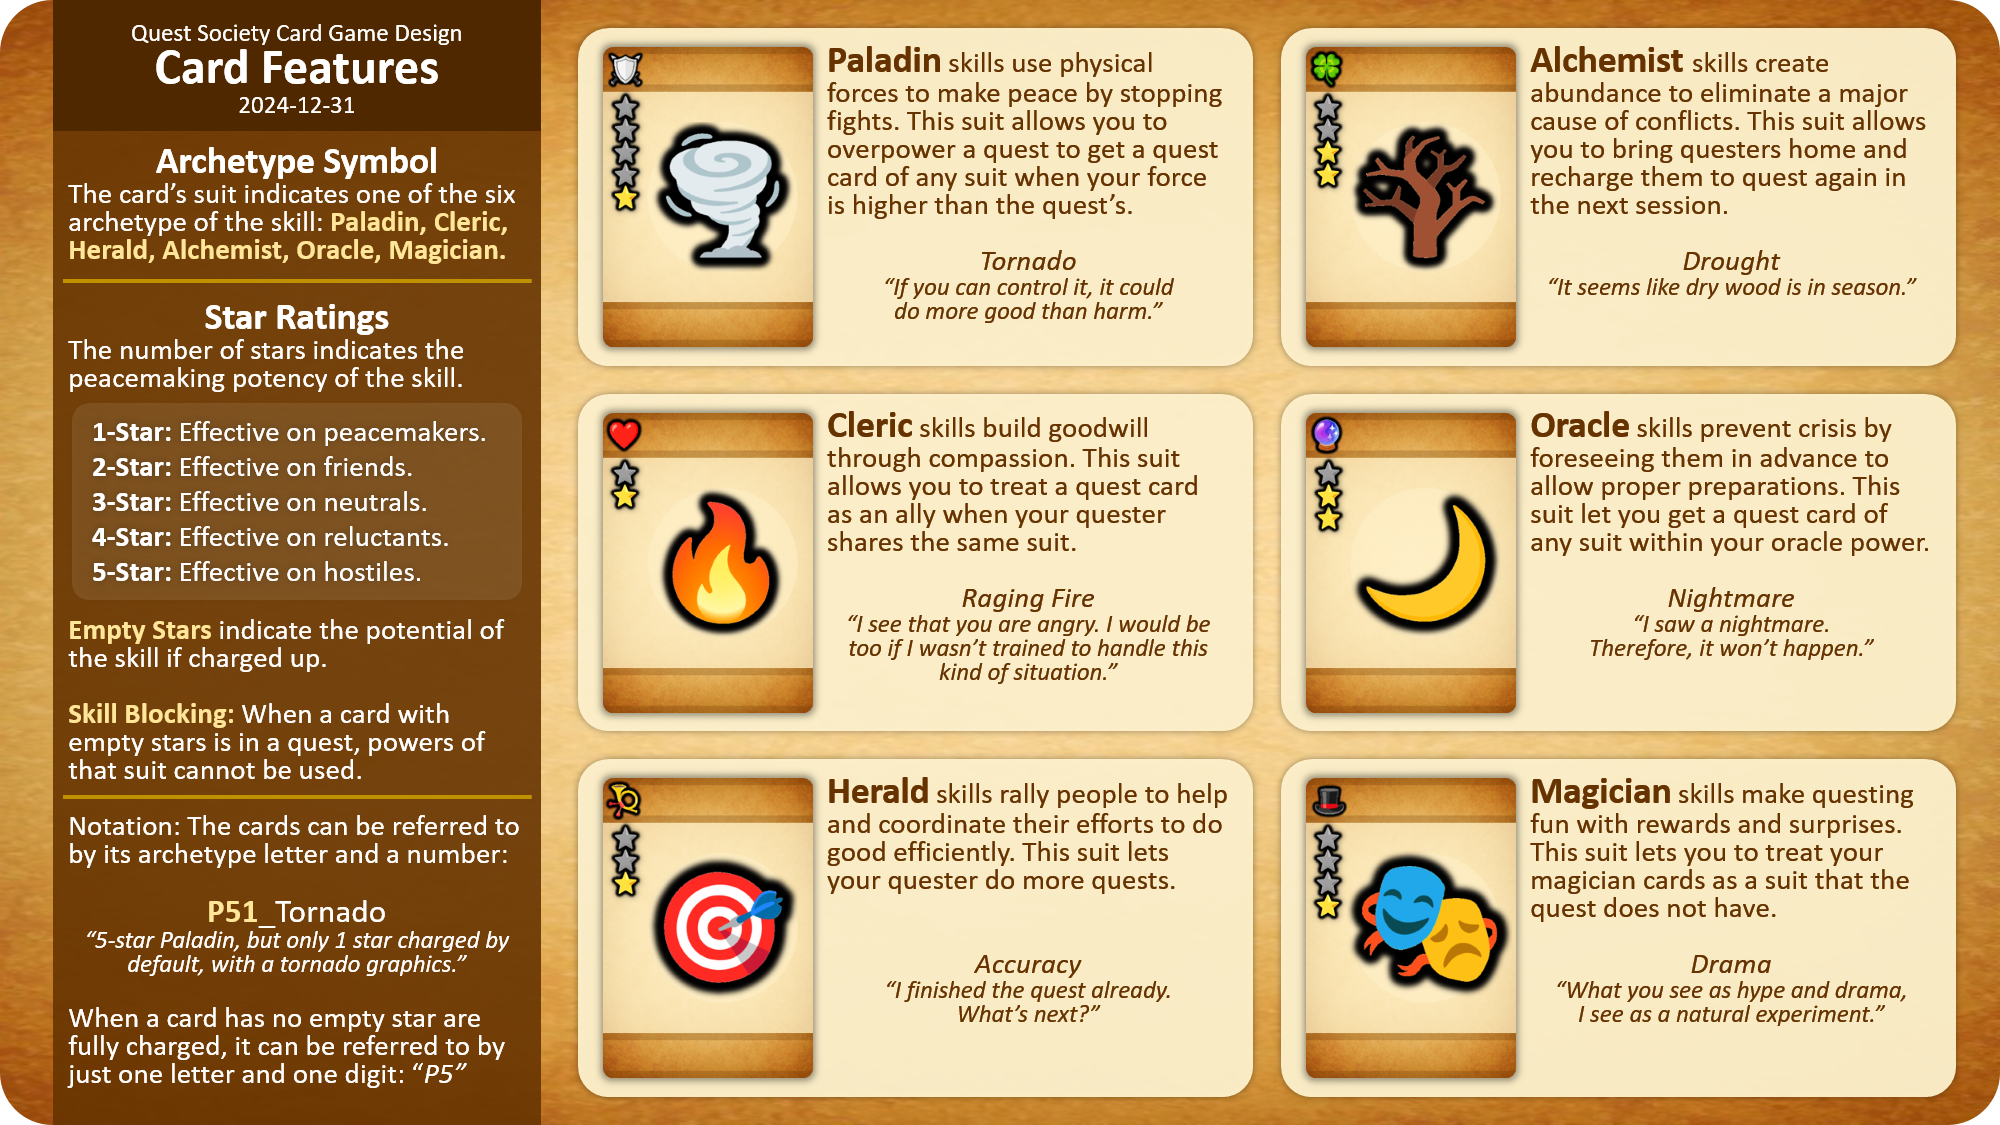 Quest Society Card Game Design
Card Features
2024-12-31
Archetype Symbol
The card’s suit indicates one of the six
archetype of the skill: Paladin, Cleric,
Herald, Alchemist, Oracle, Magician.
Star Ratings
The number of stars indicates the
peacemaking potency of the skill.
1-Star: Effective on peacemakers.
2-Star: Effective on friends.
3-Star: Effective on neutrals.
4-Star: Effective on reluctants.
5-Star: Effective on hostiles.
Empty Stars indicate the potential of
the skill if charged up.
Skill Blocking: When a card with
empty stars is in a quest, powers of
that suit cannot be used.
Notation: The cards can be referred to
by its archetype letter and a number:
P51_Tornado
“5-star Paladin, but only 1 star charged by
default, with a tornado graphics.”
When a card has no empty star are
fully charged, it can be referred to by
just one letter and one digit: “P5”
Paladin skills use physical
forces to make peace by stopping
fights. This suit allows you to
overpower a quest to get a quest
card of any suit when your force
is higher than the quest’s.
Tornado
“If you can control it, it could
do more good than harm.”
Cleric skills build goodwill
through compassion. This suit
allows you to treat a quest card
as an ally when your quester
shares the same suit.
Raging Fire
“I see that you are angry. I would be
too if I wasn’t trained to handle this
kind of situation.”
Herald skills rally people to help
and coordinate their efforts to do
good efficiently. This suit lets
your quester do more quests.
Accuracy
“I finished the quest already.
What’s next?”
Alchemist skills create
abundance to eliminate a major
cause of conflicts. This suit allows
you to bring questers home and
recharge them to quest again in
the next session.
Drought
“It seems like dry wood is in season.”
Oracle skills prevent crisis by
foreseeing them in advance to
allow proper preparations. This
suit let you get a quest card of
any suit within your oracle power.
Nightmare
“I saw a nightmare.
Therefore, it won’t happen.”
Magician skills make questing
fun with rewards and surprises.
This suit lets you to treat your
magician cards as a suit that the
quest does not have.
Drama
“What you see as hype and drama,
I see as a natural experiment.”